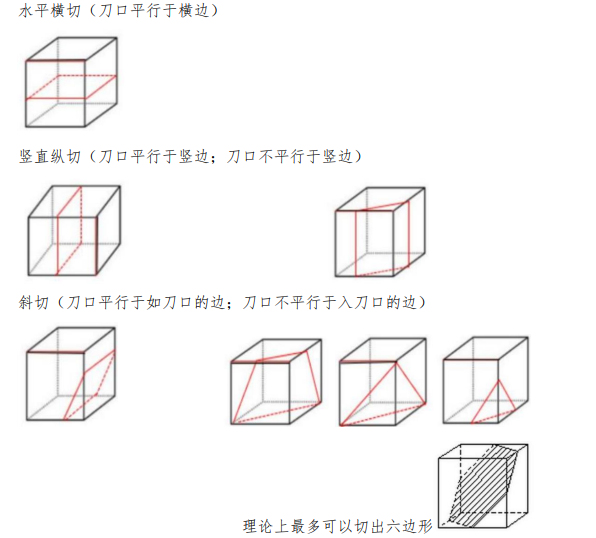 水平横切（刀口平行于横边）
竖直纵切（刀口平行于竖边；刀口不平行于竖边）
斜切（刀口平行于如刀口的边；刀口不平行于入刀口的边）
理论上最多可以切出六边形